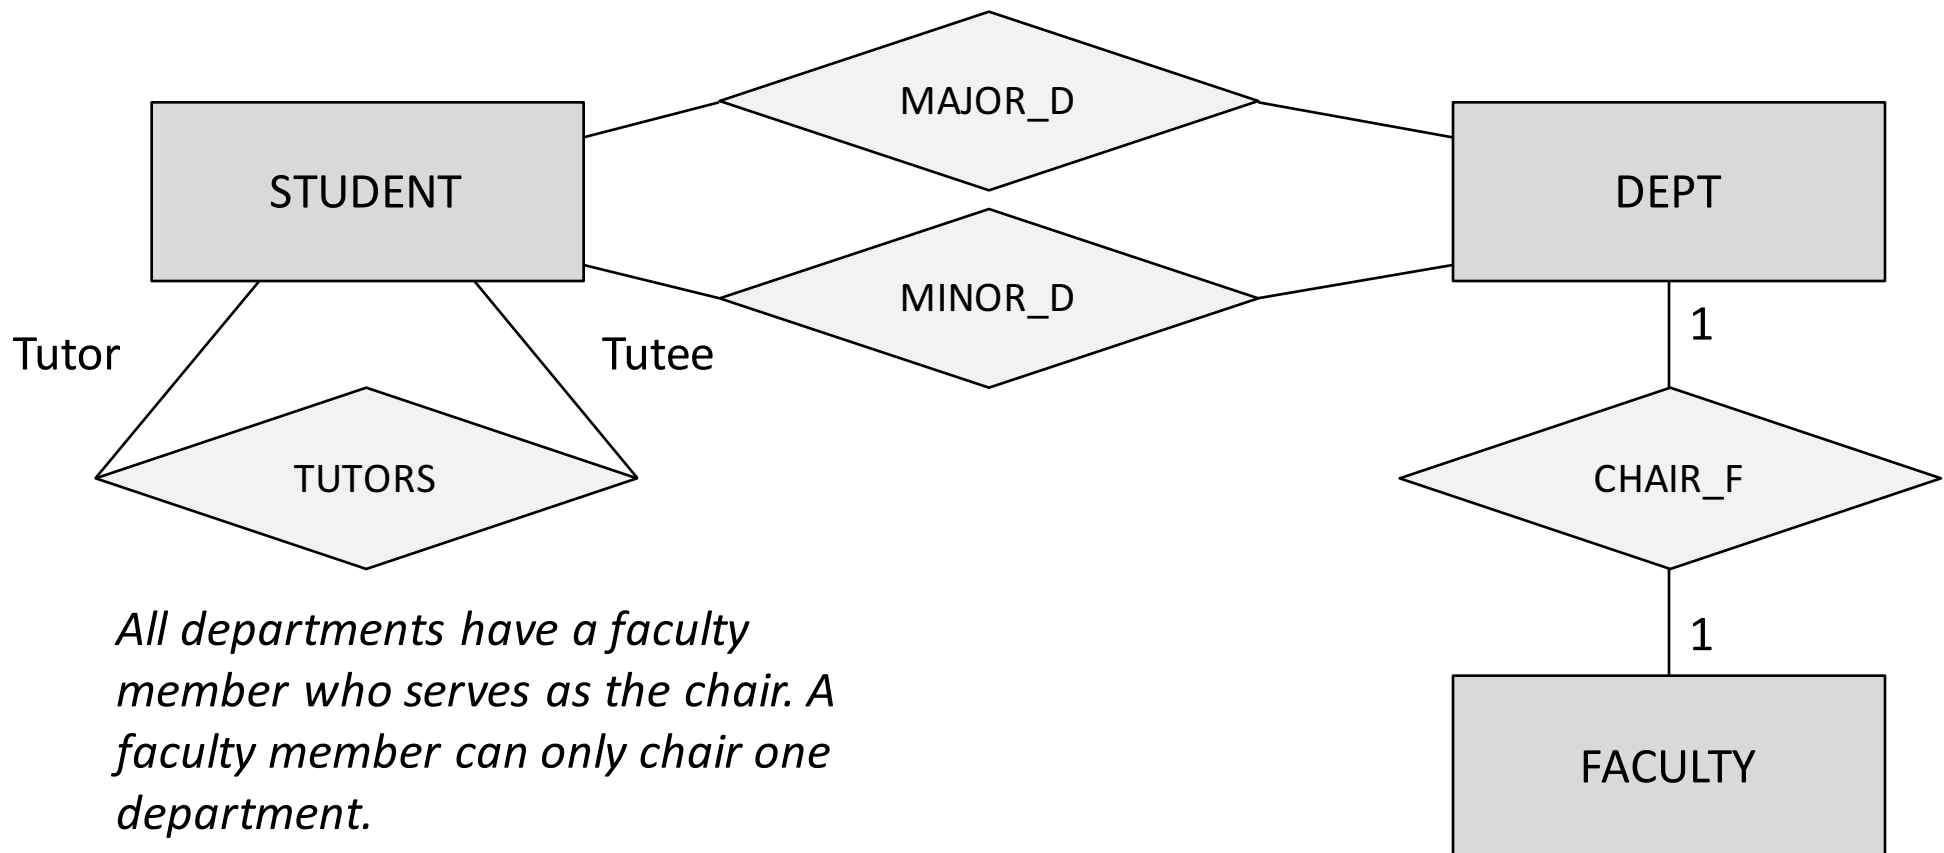 MAJOR_D
STUDENT
DEPT
MINOR_D
1
Tutor
Tutee
TUTORS
CHAIR_F
All departments have a faculty
member who serves as the chair. A
faculty member can only chair one
department.
1
FACULTY